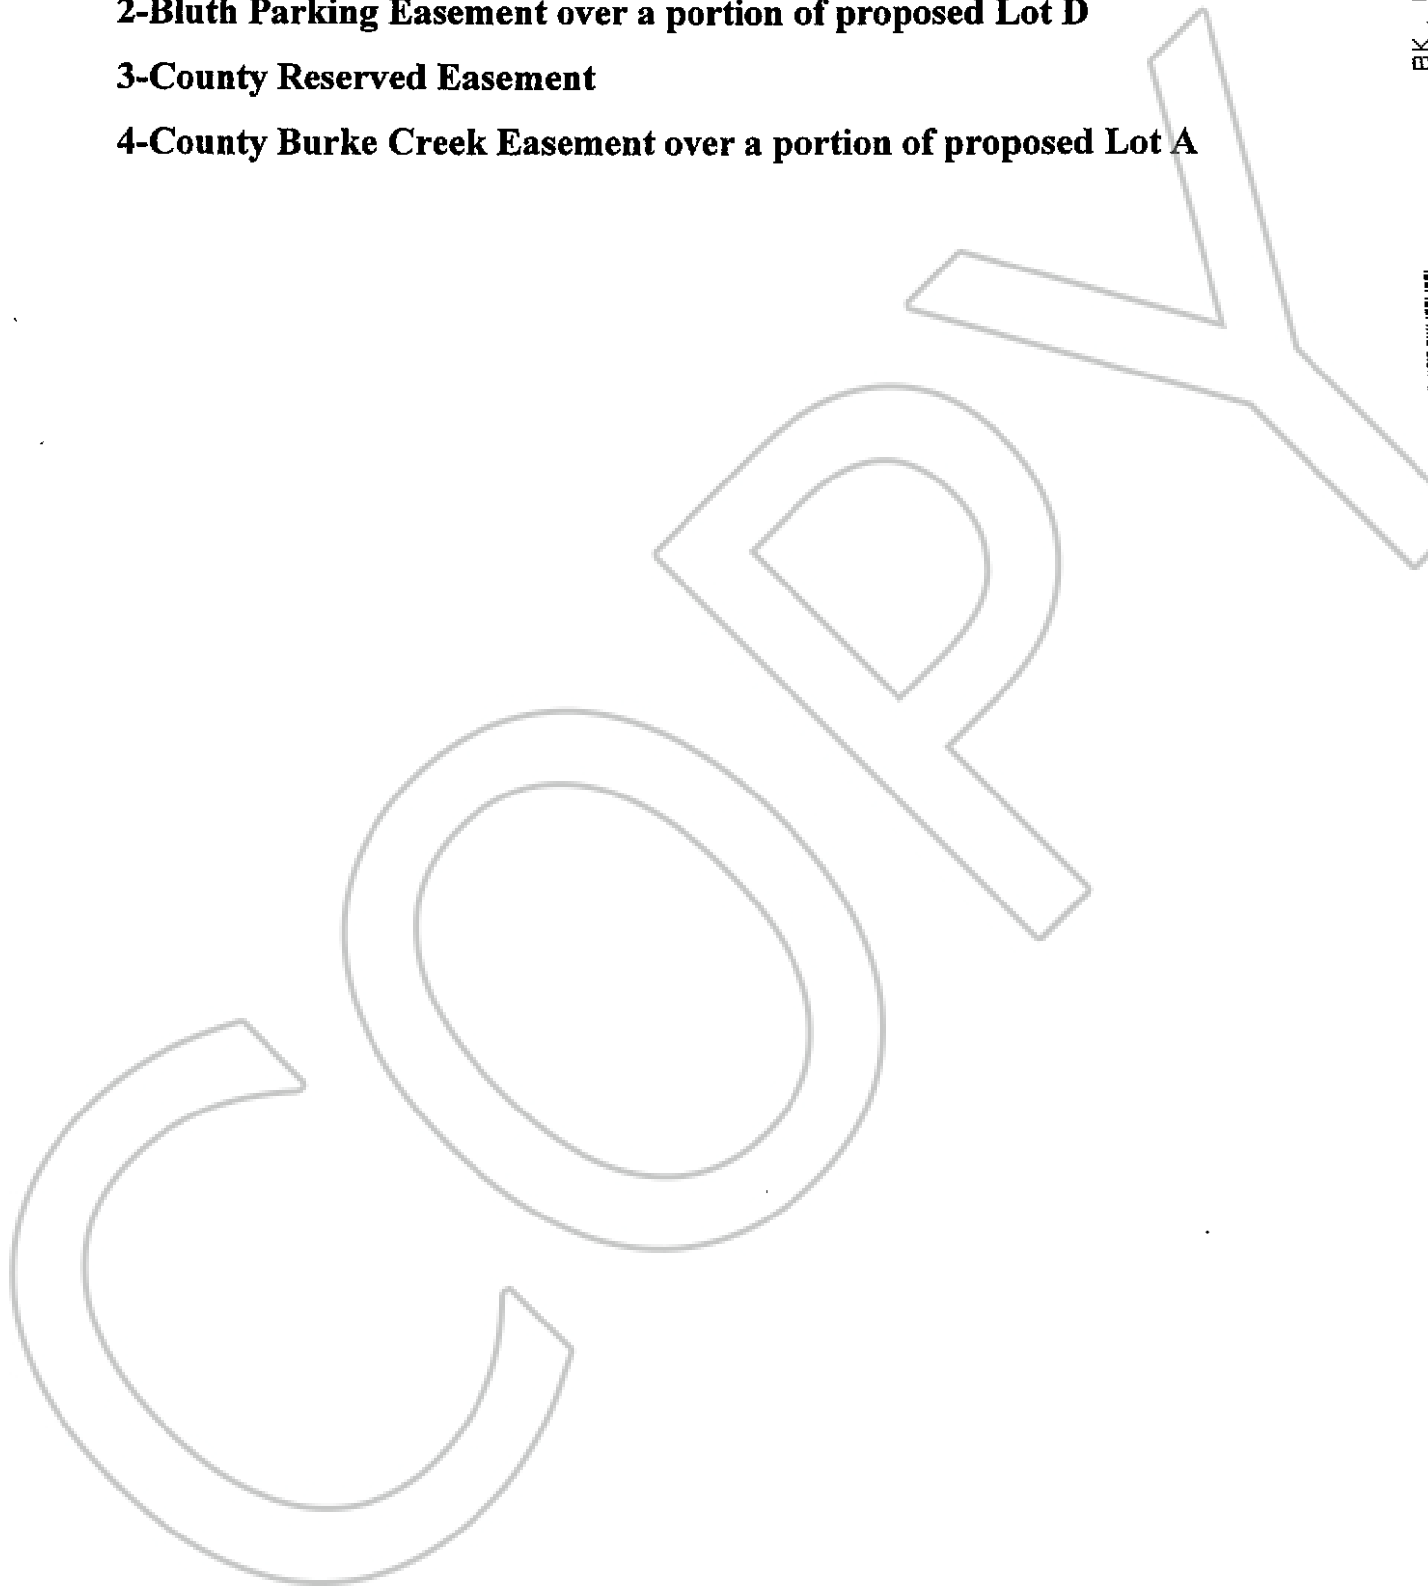 2-Bluth Parking Easement over a portion of proposed Lot D
3-County Reserved Easement
4-County Burke Creek Easement over a portion of proposed Lot A
BK
COPY